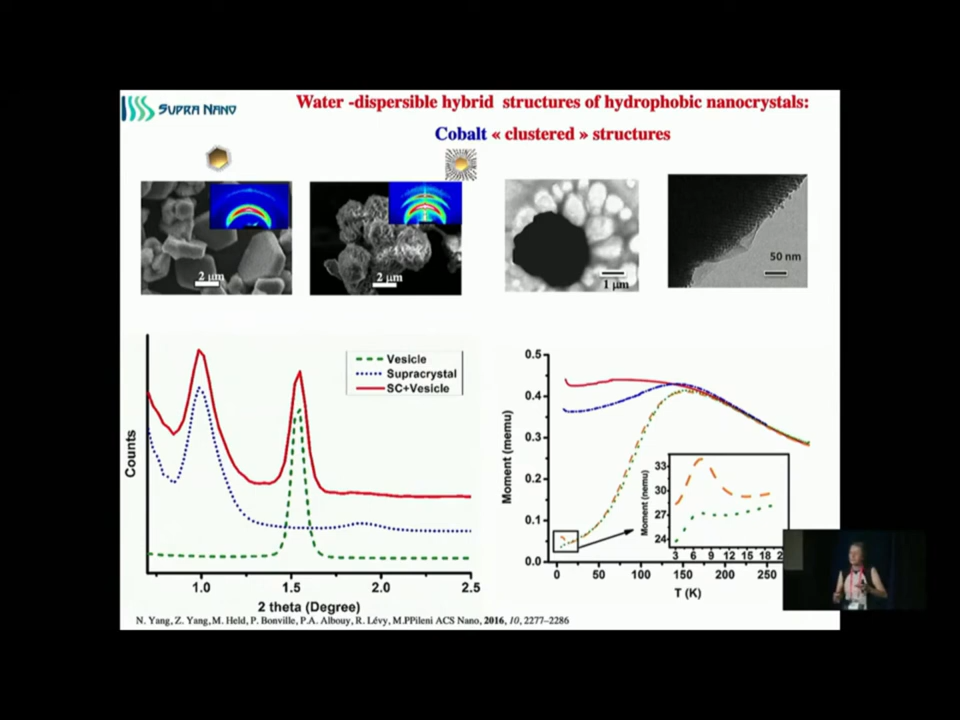 SUPRA NANO
Water -dispersible hybrid structures of hydrophobic nanocrystals:
Cobalt « clustered » structures
2 μm
2 μm
1 μm
50 nm
Vesicle
Supracrystal
SC+Vesicle
Counts
1.0
1.5
2.0
2.5
2 theta (Degree)
Moment (memu)
0.5
0.4
0.3
0.2
0.1
0.0
0
50
100
150
200
250
T (K)
Moment (nemu)
33
30
27
24
3
6
9
12
15
18
N. Yang, Z. Yang, M. Held, P. Bonville, P.A. Albouy, R. Lévy, M.PPileni ACS Nano, 2016, 10, 2277–2286